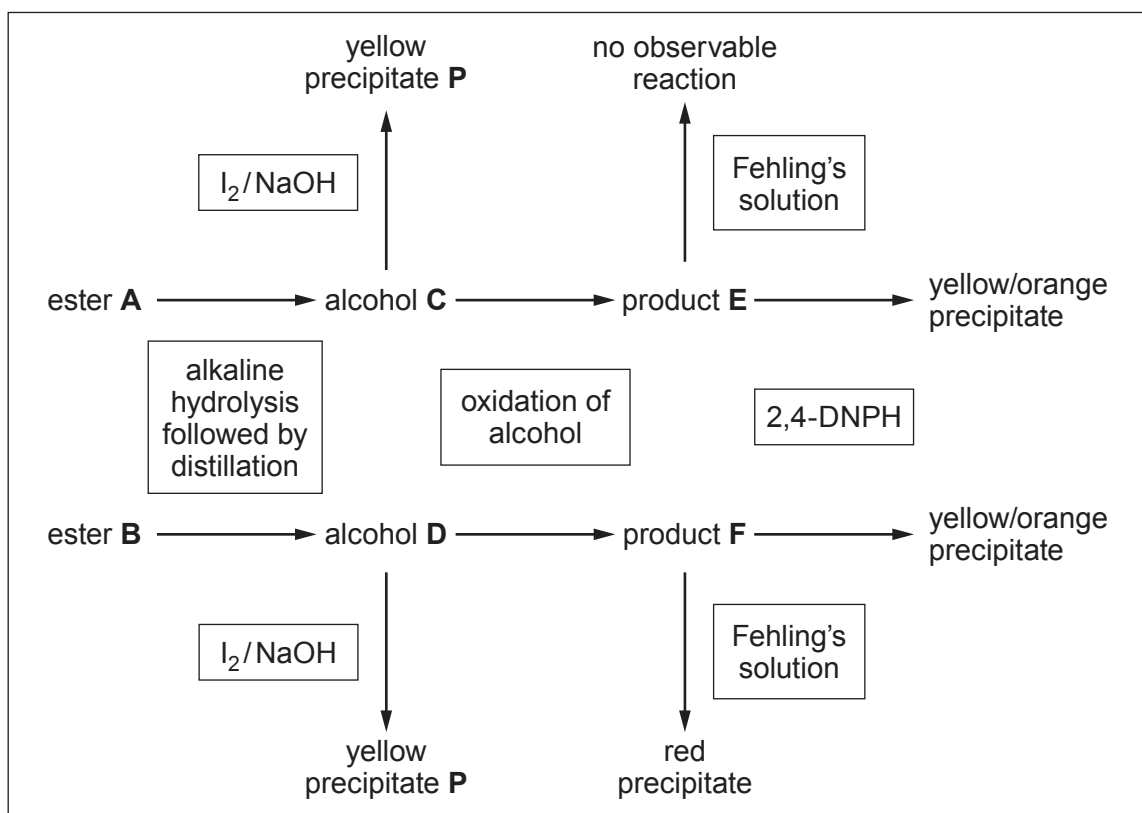 yellow
precipitate P
no observable
reaction
I₂/NaOH
Fehling's
solution
ester A
alcohol C
product E
yellow/orange
precipitate
alkaline
hydrolysis
followed by
distillation
oxidation of
alcohol
2,4-DNPH
ester B
alcohol D
product F
yellow/orange
precipitate
I₂/NaOH
Fehling's
solution
yellow
precipitate P
red
precipitate